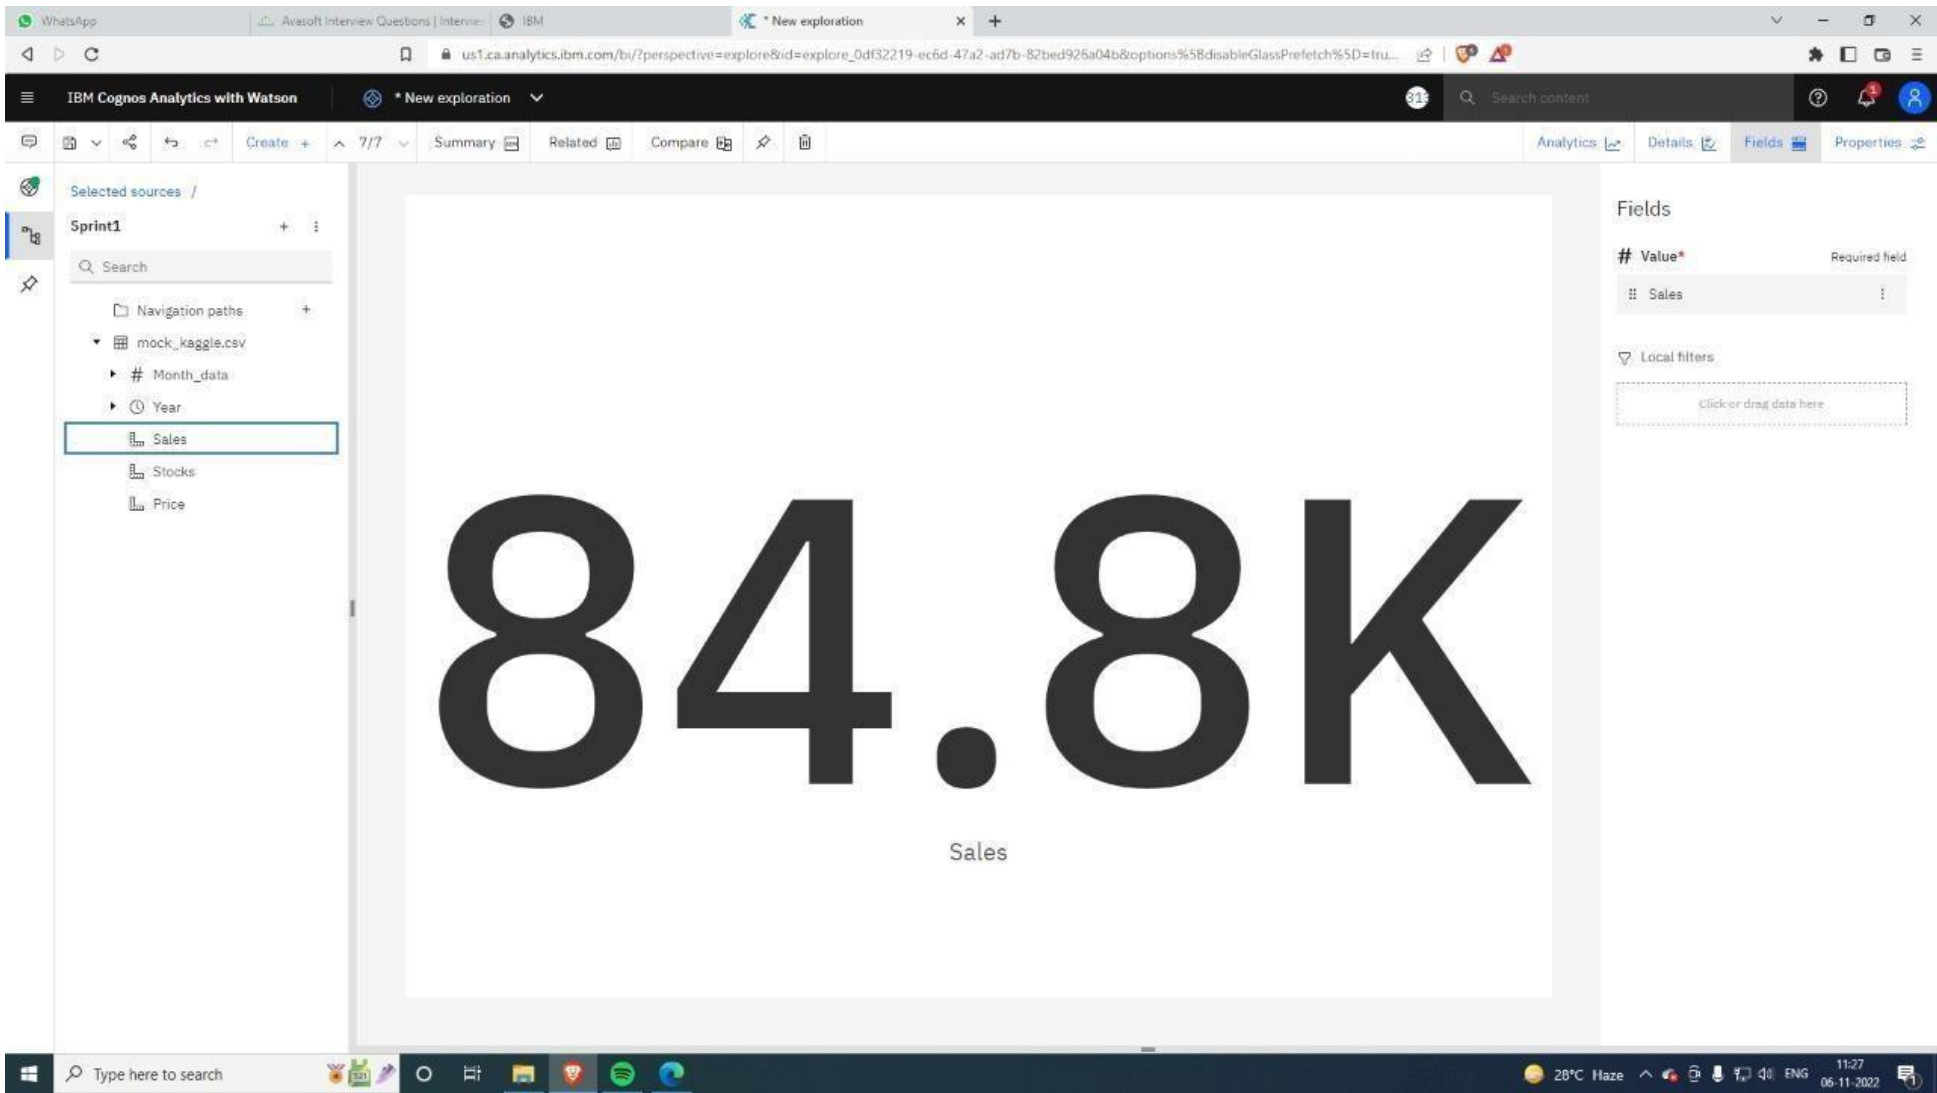 WhatsApp
Avasoft Interview Questions | Intervie
IBM
* New exploration
us1.ca.analytics.ibm.com/bi/?perspective=explore&id=explore_0df32219-ec6d-47a2-ad7b-82bed926a04b&options%5BdisableGlassPrefetch%5D=tru...
IBM Cognos Analytics with Watson
* New exploration
Search content
1
Create +
7/7
Summary
Related
Compare
Analytics
Details
Fields
Properties
Selected sources /
Sprint1
Search
Navigation paths
mock_kaggle.csv
# Month_data
Year
Sales
Stocks
Price
84.8K
Sales
Fields
# Value* Required field
Sales
Local filters
Click or drag data here
Type here to search
28°C Haze
ENG
11:27
06-11-2022